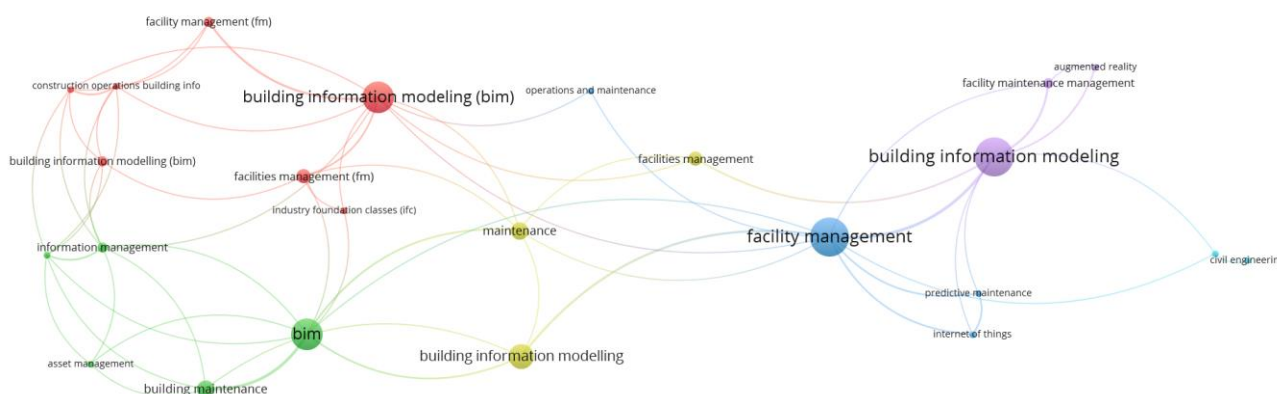 facility management (fm)
augmented reality
construction operations building info
facility maintenance management
building information modeling (bim)
operations and maintenance
building information modelling (bim)
facilities management
building information modeling
facilities management (fm)
industry foundation classes (ifc)
maintenance
facility management
information management
civil engineerin
predictive maintenance
bim
internet of things
building information modelling
asset management
building maintenance